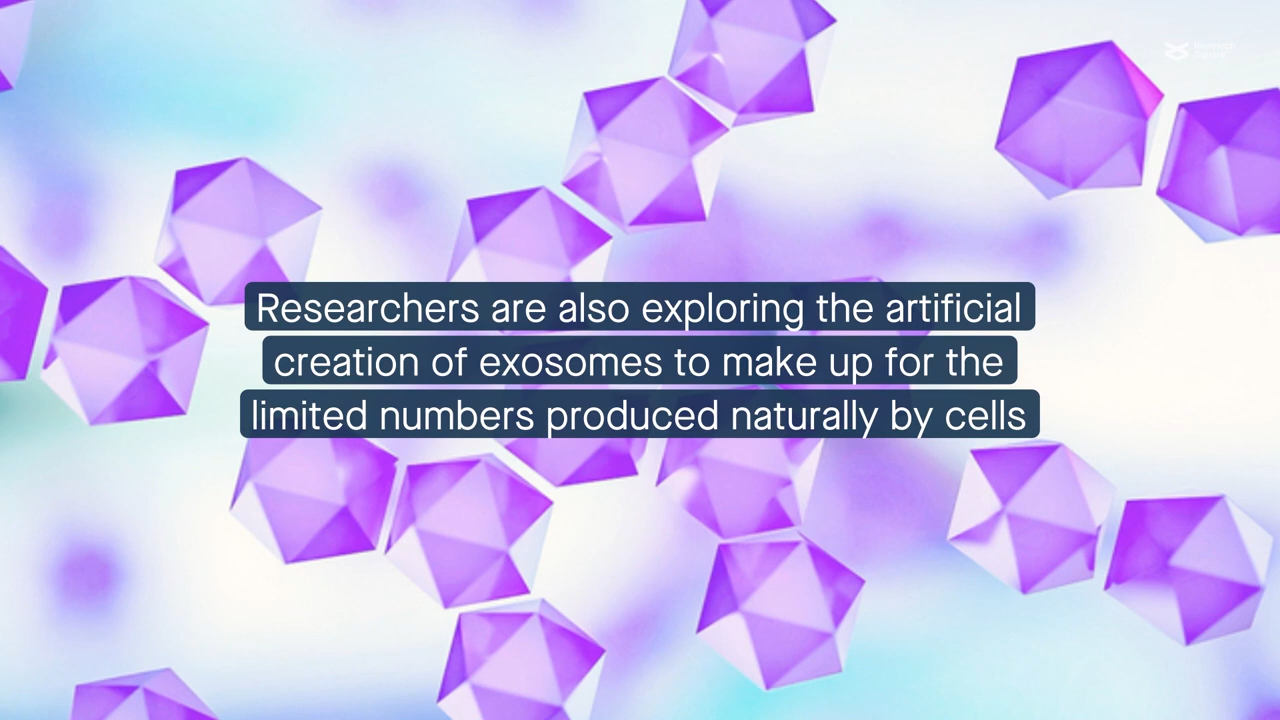 Researchers are also exploring the artificial
creation of exosomes to make up for the
limited numbers produced naturally by cells